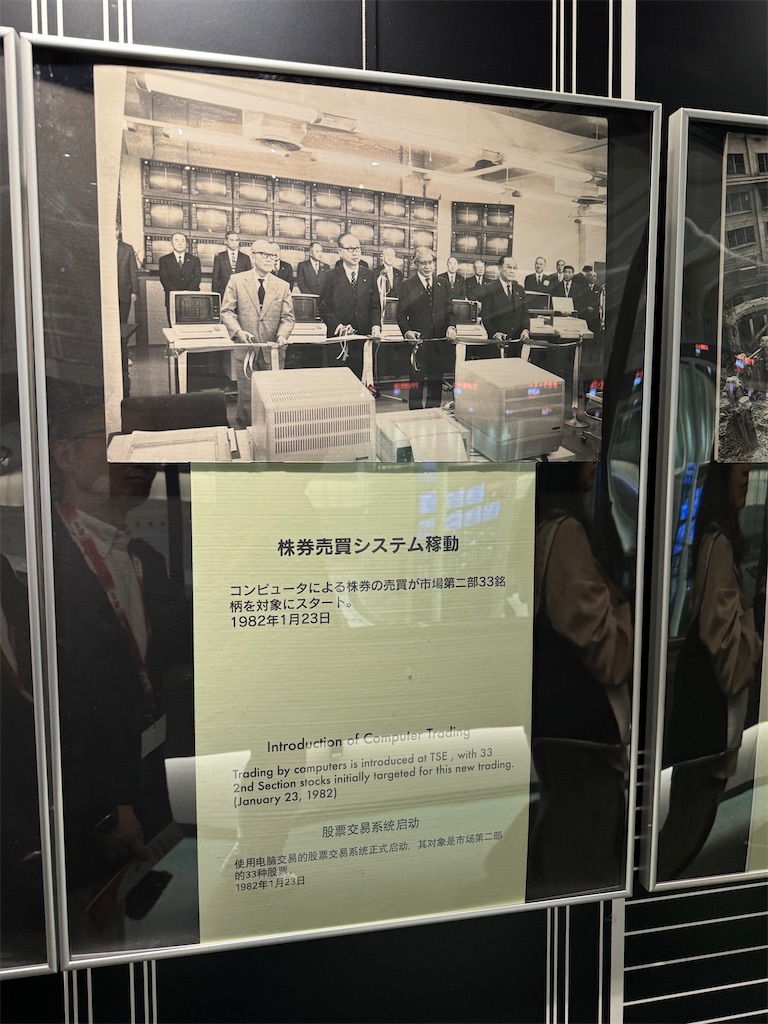 株券売買システム稼動
コンピュータによる株券の売買が市場第二部33銘
柄を対象にスタート。
1982年1月23日
Introduction of Computer Trading
Trading by computers is introduced at TSE , with 33
2nd Section stocks initially targeted for this new trading.
(January 23, 1982)
股票交易系统启动
使用电脑交易的股票交易系统正式启动，其对象是市场第二部
的33种股票。
1982年1月23日